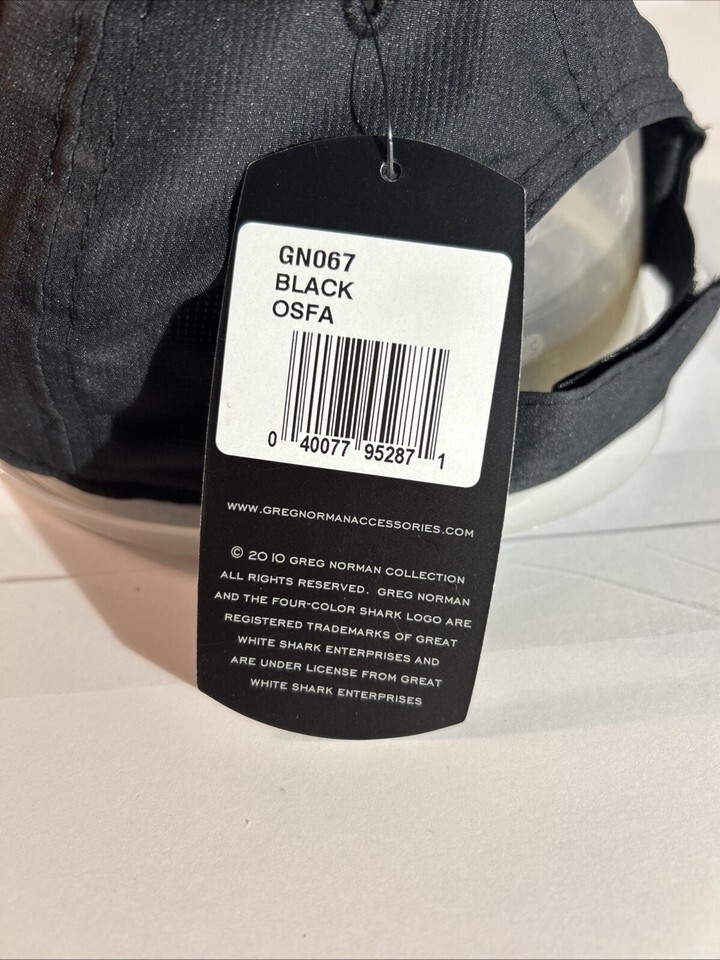 GN067
BLACK
OSFA
0 40077 95287 1
WWW.GREGNORMANACCESSORIES.COM
© 2010 GREG NORMAN COLLECTION
ALL RIGHTS RESERVED. GREG NORMAN
AND THE FOUR-COLOR SHARK LOGO ARE
REGISTERED TRADEMARKS OF GREAT
WHITE SHARK ENTERPRISES AND
ARE UNDER LICENSE FROM GREAT
WHITE SHARK ENTERPRISES